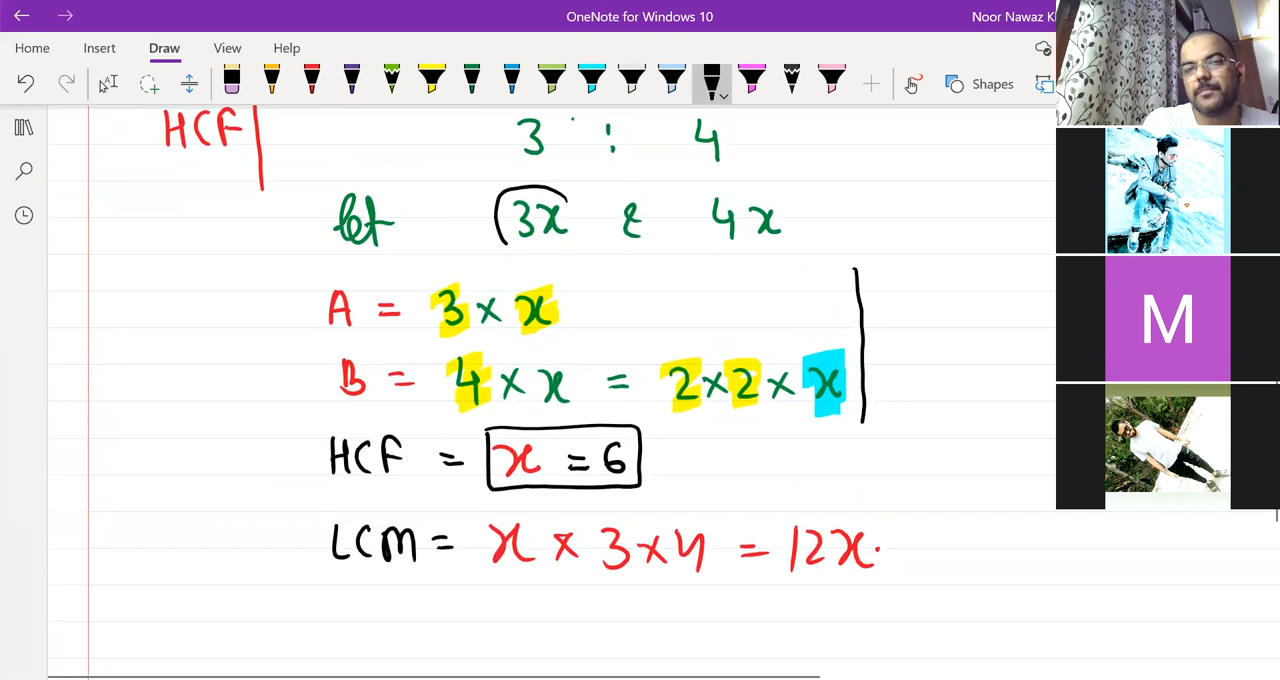 OneNote for Windows 10
Noor Nawaz K
Home Insert Draw View Help
Shapes
HCF
3 : 4
let (3x & 4x
A = 3 × x
B = 4 × x = 2 × 2 × x
HCF = x = 6
LCM = x × 3 × 4 = 12x.
M